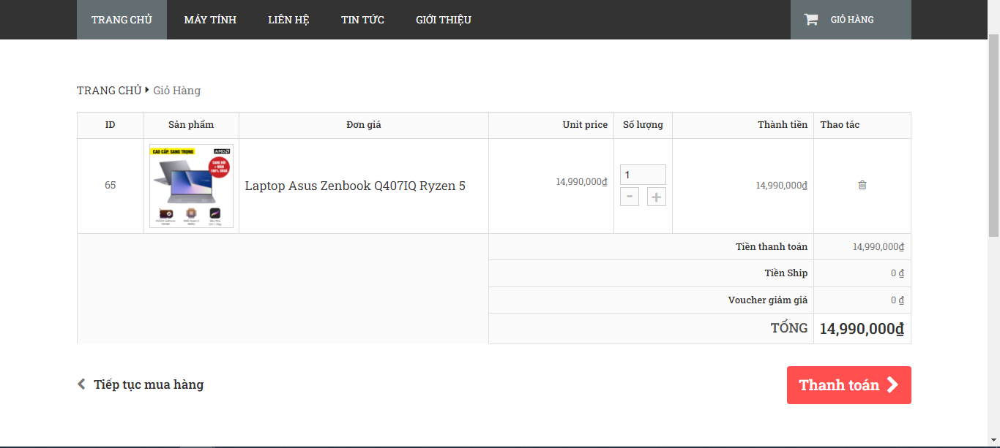 TRANG CHỦ MÁY TÍNH LIÊN HỆ TIN TỨC GIỚI THIỆU GIỎ HÀNG
TRANG CHỦ Giỏ Hàng
ID Sản phẩm Đơn giá Unit price Số lượng Thành tiền Thao tác
CAO CẤP, SANG TRỌNG AMD
65 Laptop Asus Zenbook Q407IQ Ryzen 5 14,990,000₫ 1 14,990,000₫
- +
Tiền thanh toán 14,990,000₫
Tiền Ship 0 ₫
Voucher giảm giá 0 ₫
TỔNG 14,990,000₫
Tiếp tục mua hàng Thanh toán